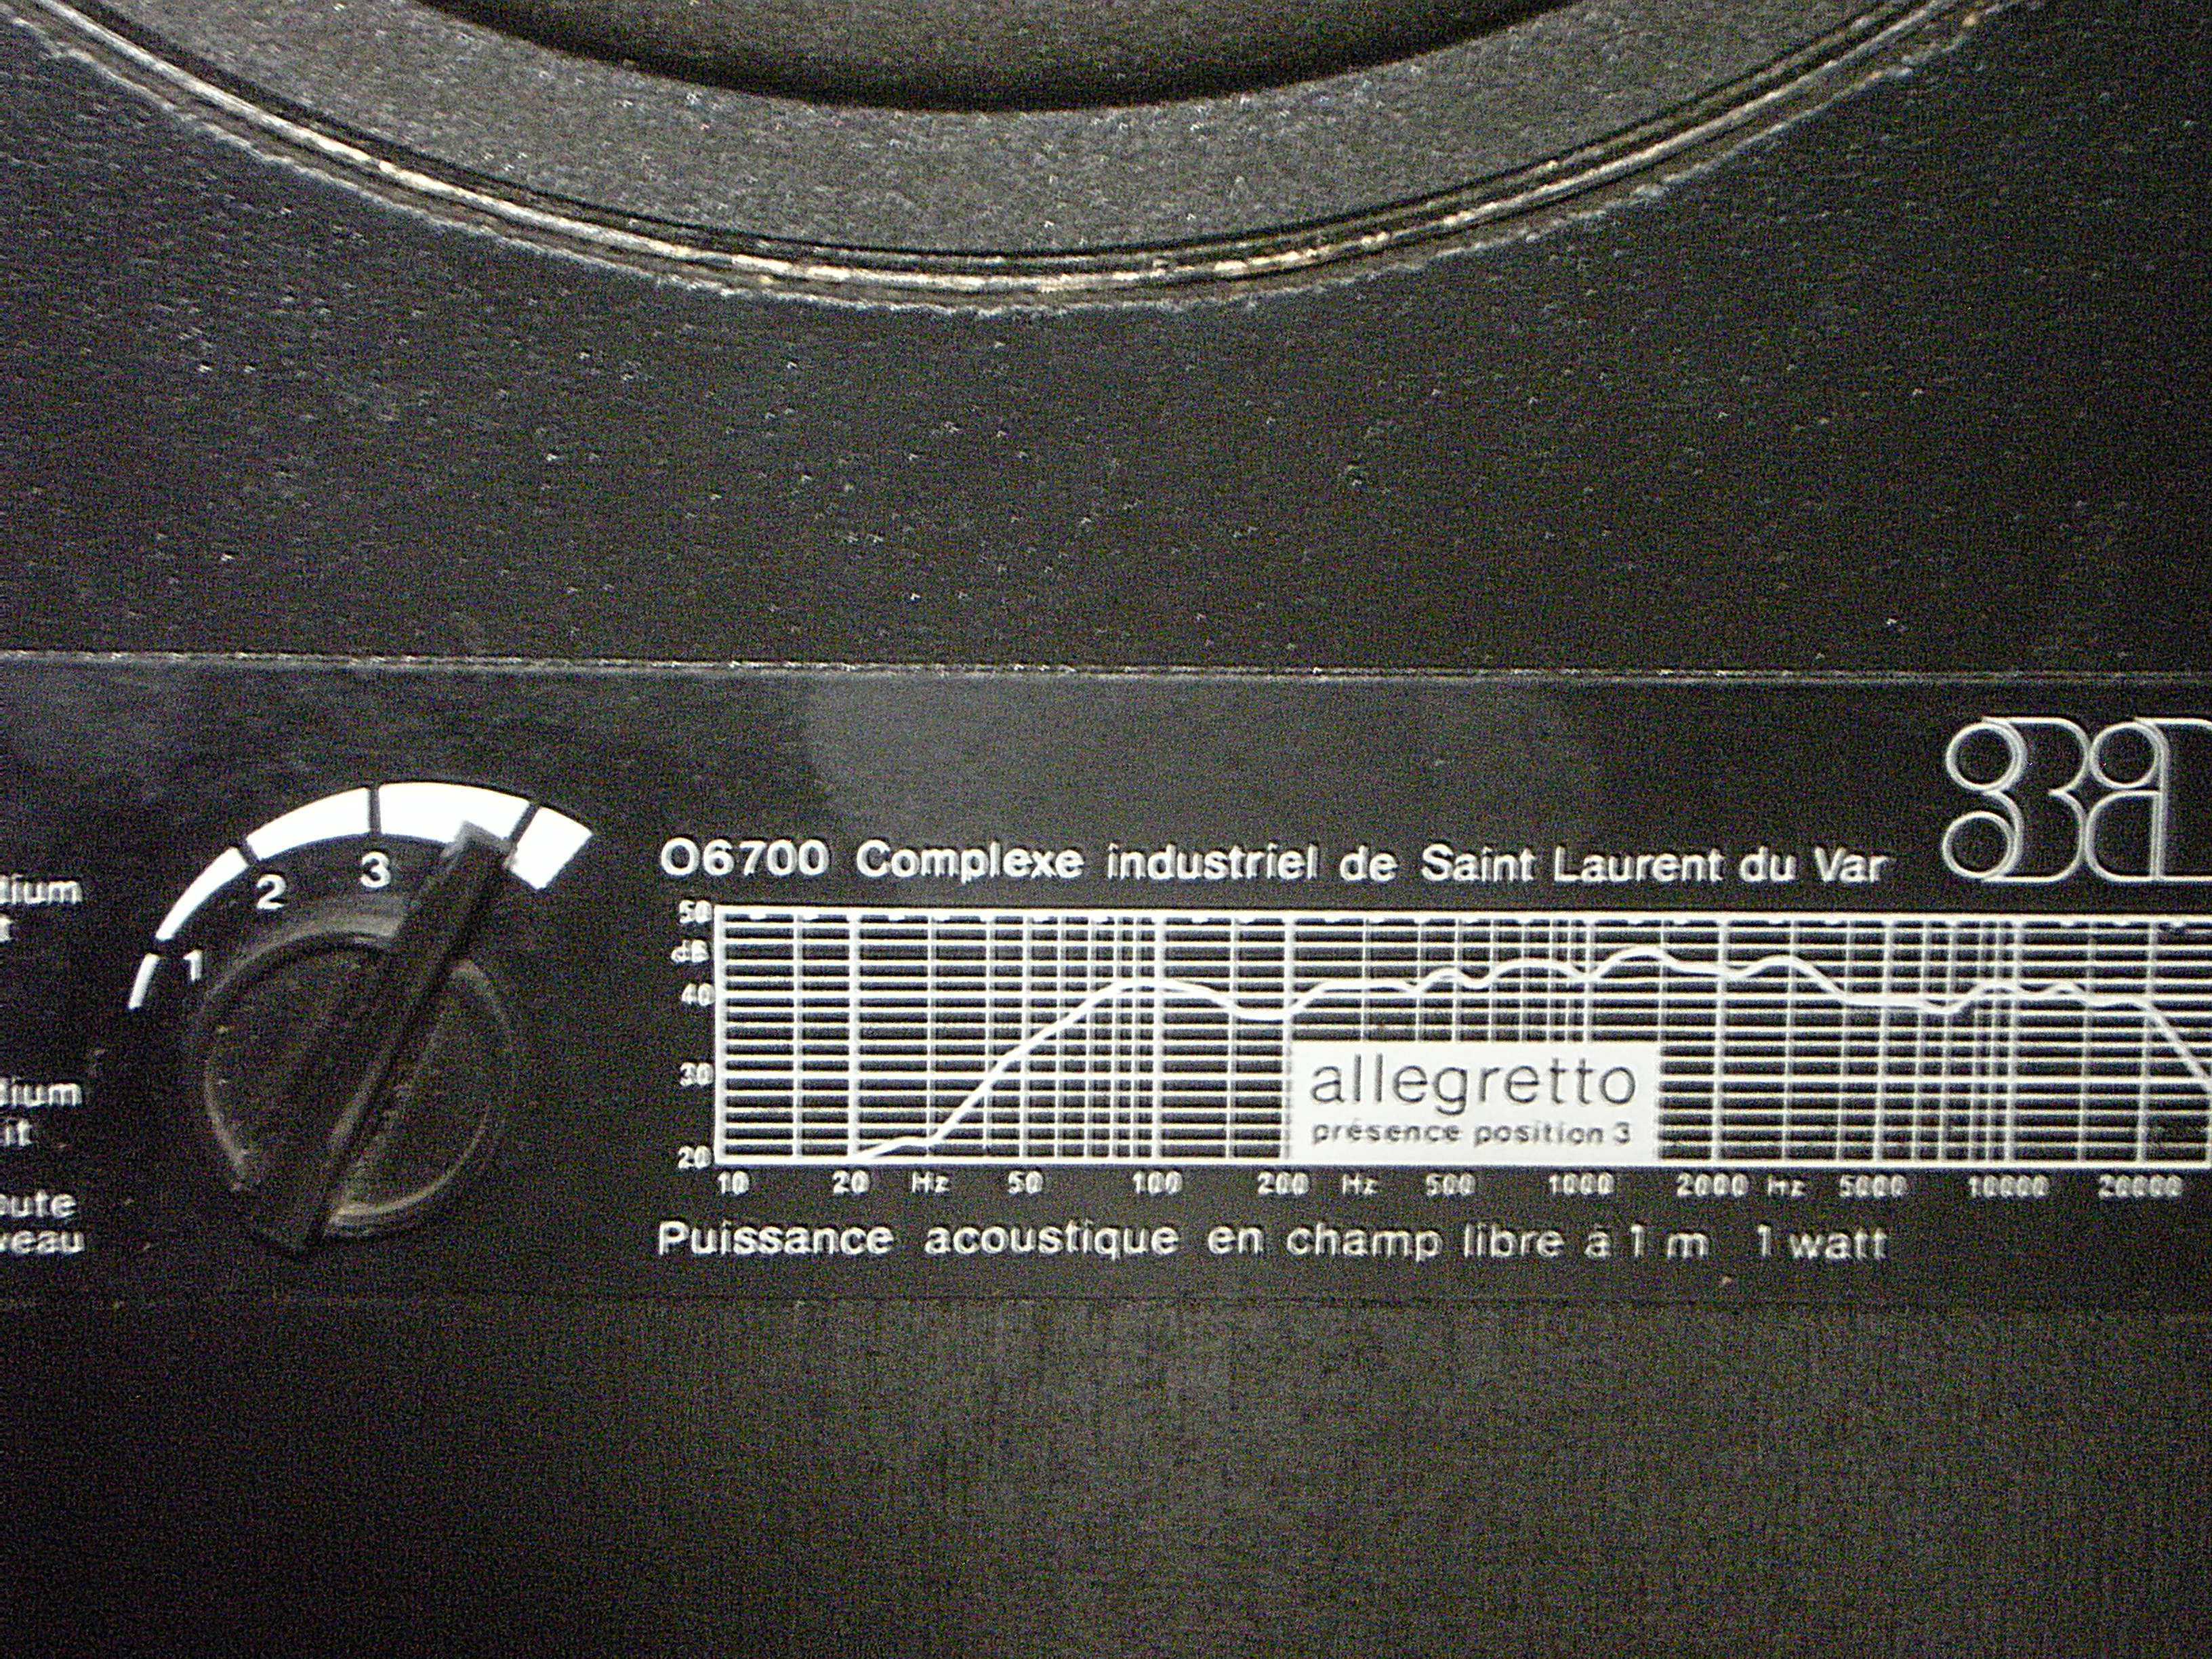 1
2
3
O6700 Complexe industriel de Saint Laurent du Var
50
dB
40
30
20
allegretto
présence position 3
10 20 Hz 50 100 200 Hz 500 1000 2000 Hz 5000 10000 20000
Puissance acoustique en champ libre à 1 m 1 watt